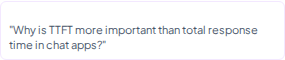 "Why is TTFT more important than total response
time in chat apps?"